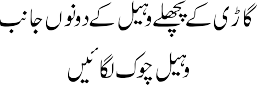 گاڑی کے پچھلے وہیل کے دونوں جانب
وہیل چوک لگائیں